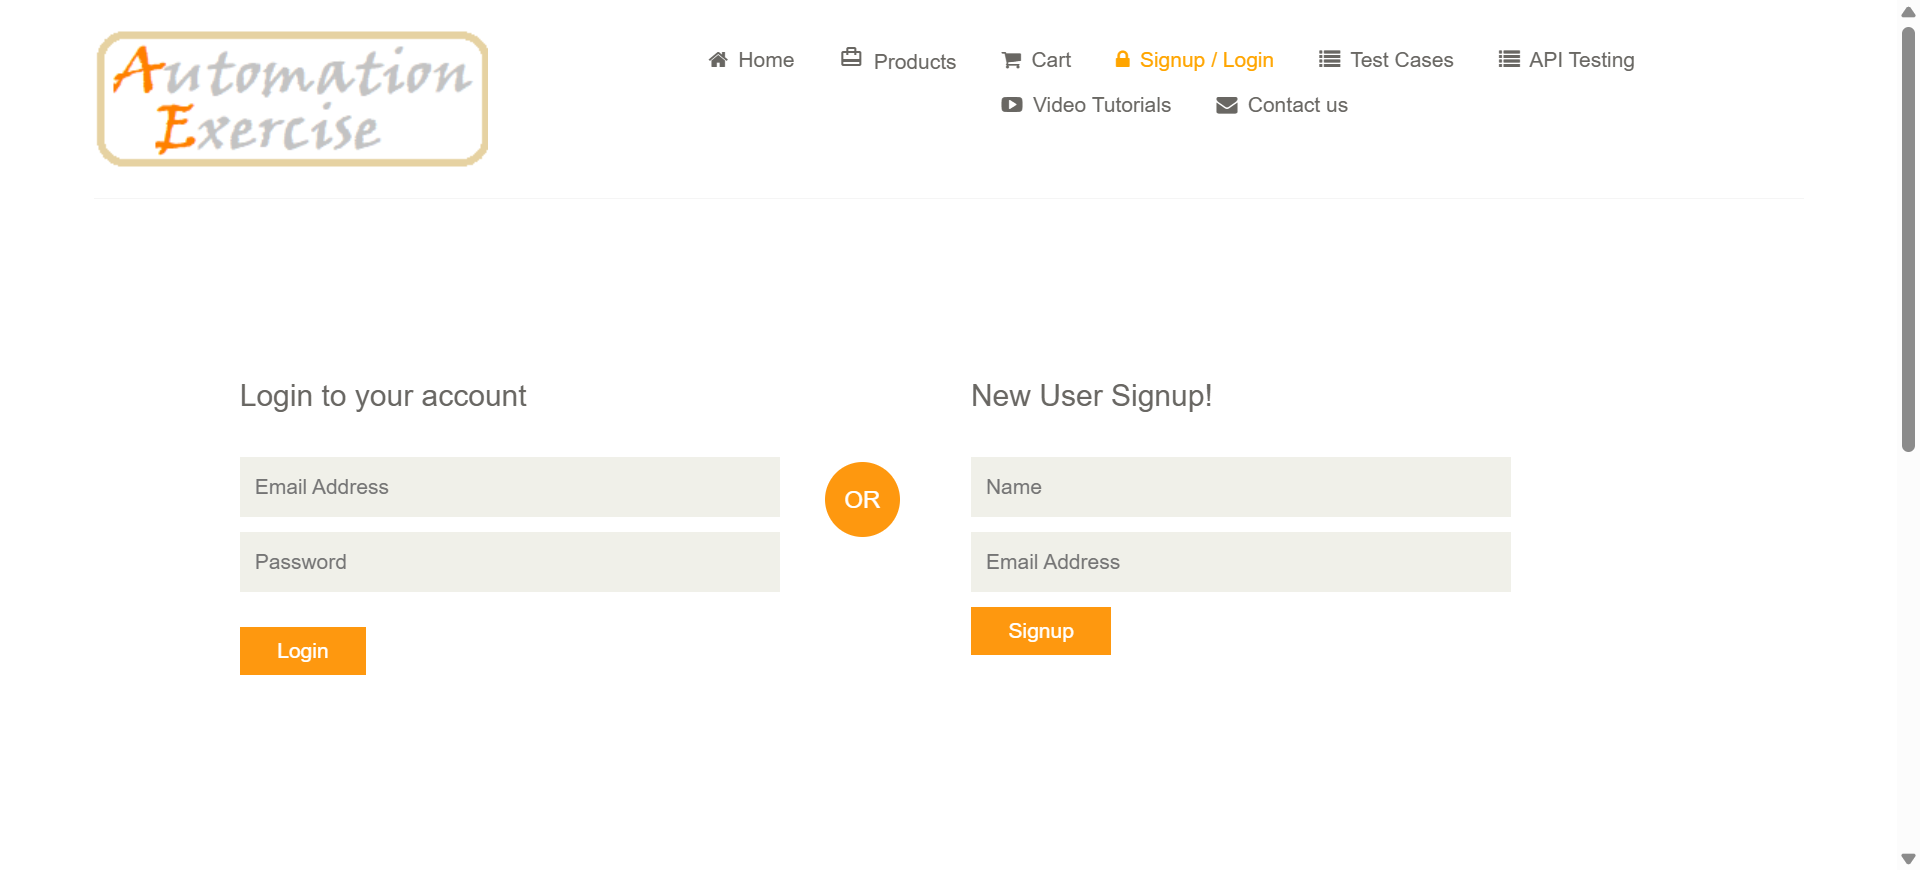 Automation
Exercise
Home Products Cart Signup / Login Test Cases API Testing
Video Tutorials Contact us
Login to your account
Email Address
Password
Login
OR
New User Signup!
Name
Email Address
Signup